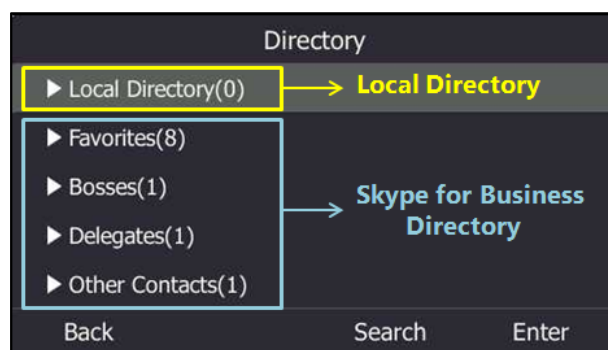 Directory
▶ Local Directory(0) Local Directory
▶ Favorites(8)
▶ Bosses(1)
Skype for Business
Directory
▶ Delegates(1)
▶ Other Contacts(1)
Back Search Enter